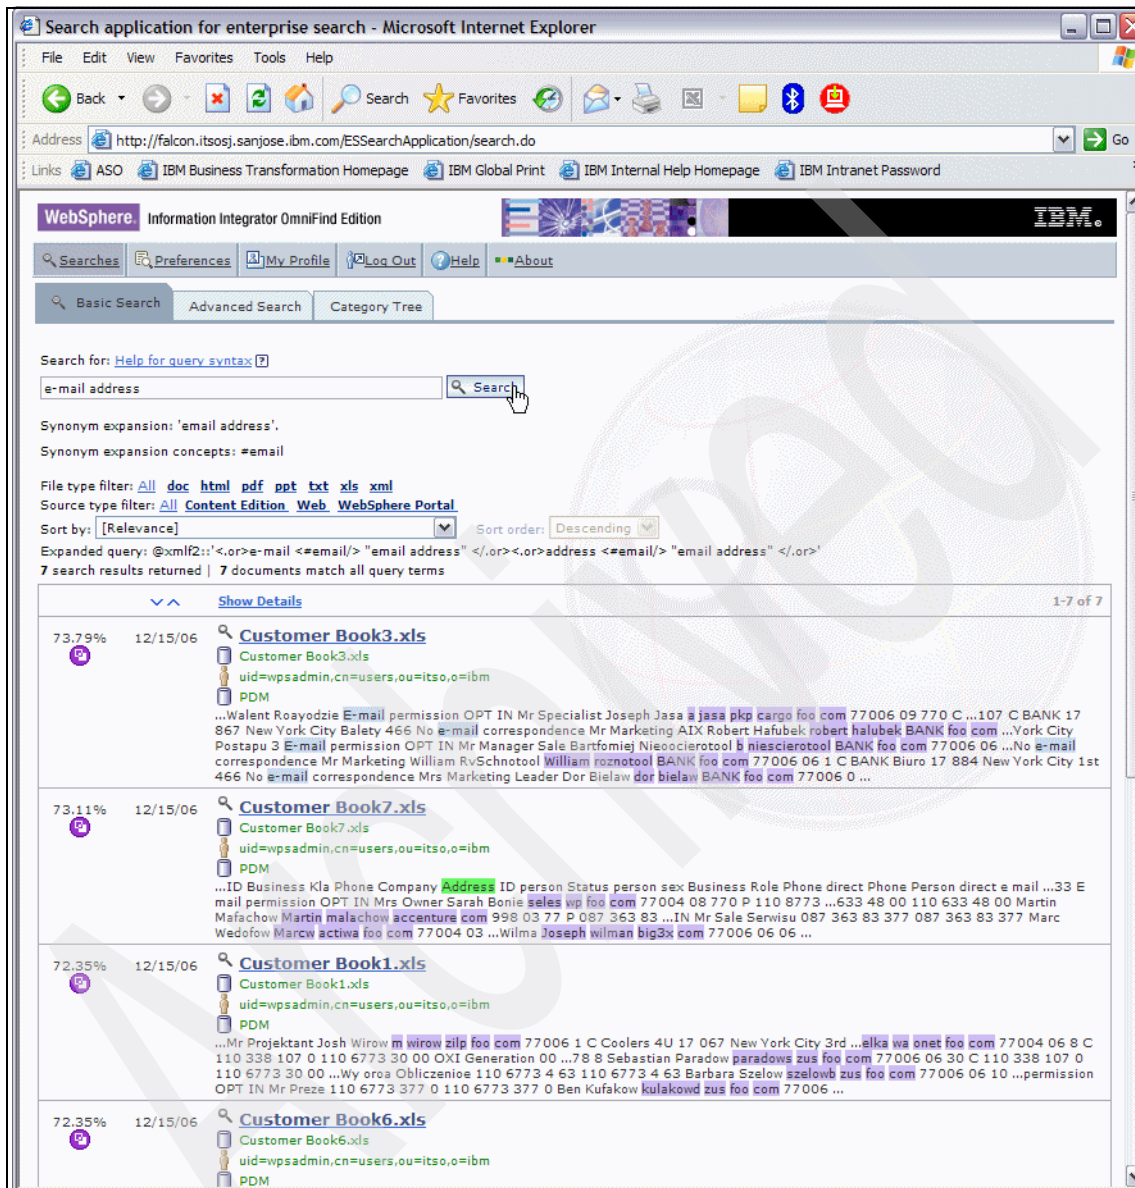 Search application for enterprise search - Microsoft Internet Explorer
File Edit View Favorites Tools Help
Back Search Favorites
Address http://falcon.itsosj.sanjose.ibm.com/ESSearchApplication/search.do Go
Links ASO IBM Business Transformation Homepage IBM Global Print IBM Internal Help Homepage IBM Intranet Password
WebSphere. Information Integrator OmniFind Edition IBM.
Searches Preferences My Profile Log Out Help About
Basic Search Advanced Search Category Tree
Search for: Help for query syntax ?
e-mail address Search
Synonym expansion: 'email address'.
Synonym expansion concepts: #email
File type filter: All doc html pdf ppt txt xls xml
Source type filter: All Content Edition Web WebSphere Portal
Sort by: [Relevance] Sort order: Descending
Expanded query: @xmlf2::'<.or>e-mail <#email/> "email address" </.or><.or>address <#email/> "email address" </.or>'
7 search results returned | 7 documents match all query terms
Show Details 1-7 of 7
73.79% 12/15/06 Customer Book3.xls
Customer Book3.xls
uid=wpsadmin,cn=users,ou=itso,o=ibm
PDM
...Walent Roayodzie E-mail permission OPT IN Mr Specialist Joseph Jasa a jasa pkp cargo foo com 77006 09 770 C ...107 C BANK 17
867 New York City Balety 466 No e-mail correspondence Mr Marketing AIX Robert Hafubek robert halubek BANK foo com ...York City
Postapu 3 E-mail permission OPT IN Mr Manager Sale Bartfomiej Nieoocierotool b niescierotool BANK foo com 77006 06 ...No e-mail
correspondence Mr Marketing William RvSchnotool William roznotool BANK foo com 77006 06 1 C BANK Biuro 17 884 New York City 1st
466 No e-mail correspondence Mrs Marketing Leader Dor Bielaw dor bielaw BANK foo com 77006 0 ...
73.11% 12/15/06 Customer Book7.xls
Customer Book7.xls
uid=wpsadmin,cn=users,ou=itso,o=ibm
PDM
...ID Business Kla Phone Company Address ID person Status person sex Business Role Phone direct Phone Person direct e mail ...33 E
mail permission OPT IN Mrs Owner Sarah Bonie seles wp foo com 77004 08 770 P 110 8773 ...633 48 00 110 633 48 00 Martin
Mafachow Martin malachow accenture com 998 03 77 P 087 363 83 ...IN Mr Sale Serwisu 087 363 83 377 087 363 83 377 Marc
Wedofow Marcw actiwa foo com 77004 03 ...Wilma Joseph wilman big3x com 77006 06 06 ...
72.35% 12/15/06 Customer Book1.xls
Customer Book1.xls
uid=wpsadmin,cn=users,ou=itso,o=ibm
PDM
...Mr Projektant Josh Wirow m wirow zilp foo com 77006 1 C Coolers 4U 17 067 New York City 3rd ...elka wa onet foo com 77004 06 8 C
110 338 107 0 110 6773 30 00 OXI Generation 00 ...78 8 Sebastian Paradow paradows zus foo com 77006 06 30 C 110 338 107 0
110 6773 30 00 ...Wy oroa Obliczenioe 110 6773 4 63 110 6773 4 63 Barbara Szelow szelowb zus foo com 77006 06 10 ...permission
OPT IN Mr Preze 110 6773 377 0 110 6773 377 0 Ben Kufakow kulakowd zus foo com 77006 ...
72.35% 12/15/06 Customer Book6.xls
Customer Book6.xls
uid=wpsadmin,cn=users,ou=itso,o=ibm
PDM
Archived